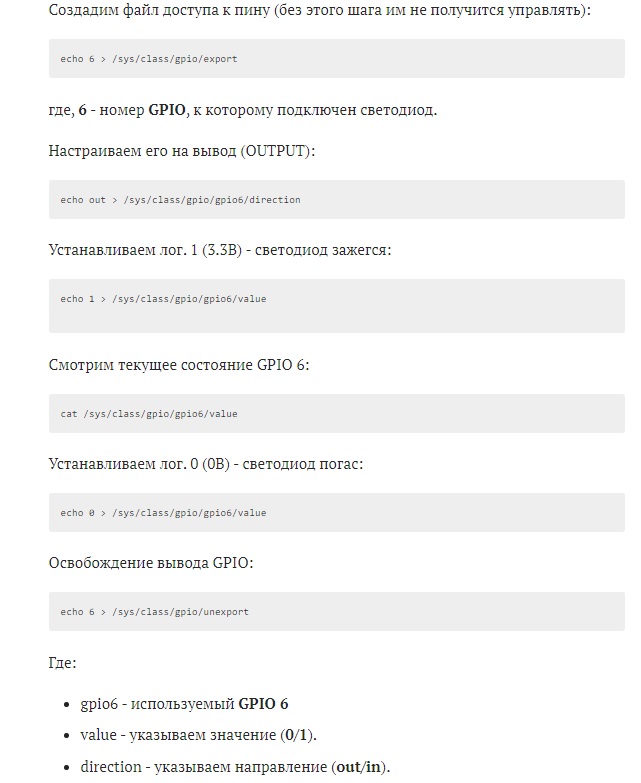 Создадим файл доступа к пину (без этого шага им не получится управлять):
echo 6 > /sys/class/gpio/export
где, 6 - номер GPIO, к которому подключен светодиод.
Настраиваем его на вывод (OUTPUT):
echo out > /sys/class/gpio/gpio6/direction
Устанавливаем лог. 1 (3.3В) - светодиод зажегся:
echo 1 > /sys/class/gpio/gpio6/value
Смотрим текущее состояние GPIO 6:
cat /sys/class/gpio/gpio6/value
Устанавливаем лог. 0 (0В) - светодиод погас:
echo 0 > /sys/class/gpio/gpio6/value
Освобождение вывода GPIO:
echo 6 > /sys/class/gpio/unexport
Где:
• gpio6 - используемый GPIO 6
• value - указываем значение (0/1).
• direction - указываем направление (out/in).